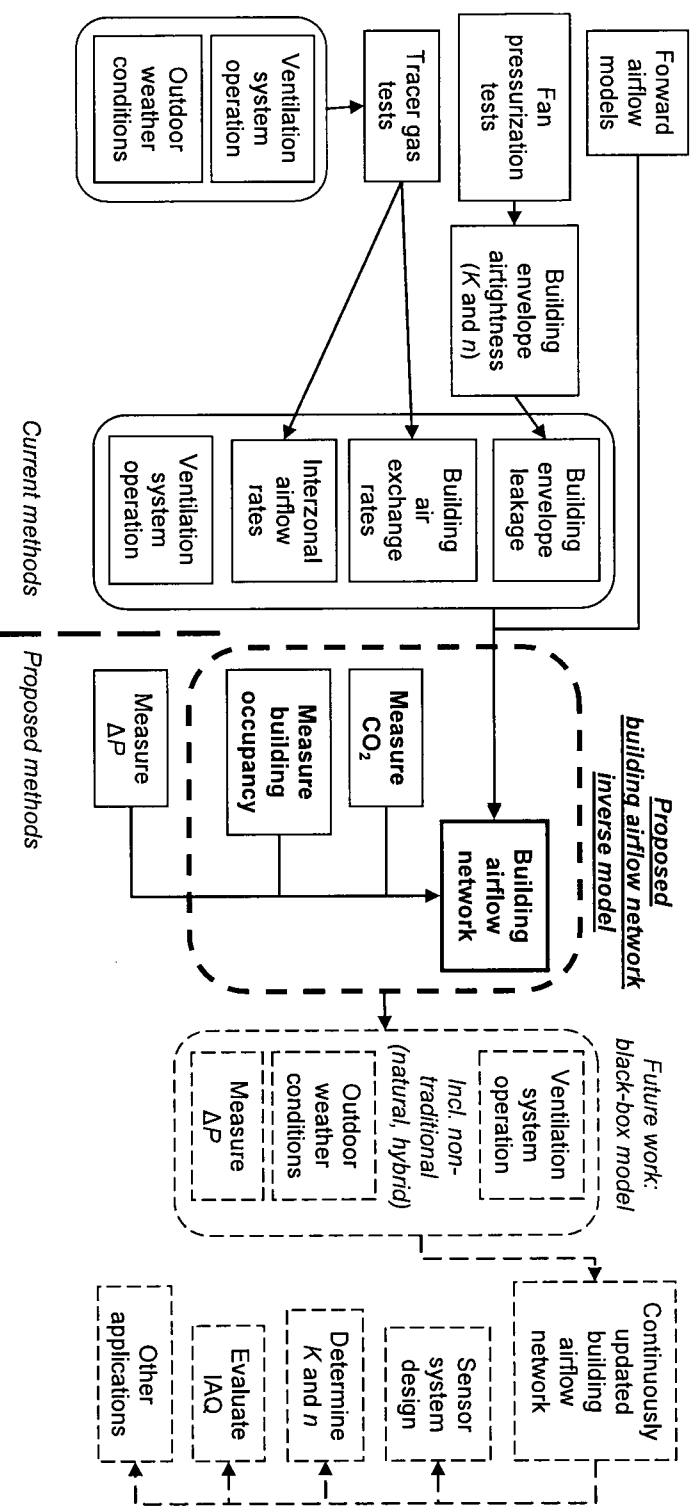 Forward
airflow
models
Fan
pressurization
tests
Building
envelope
airtightness
(K and n)
Tracer gas
tests
Ventilation
system
operation
Outdoor
weather
conditions
Building
envelope
leakage
Building
air
exchange
rates
Interzonal
airflow
rates
Ventilation
system
operation
Current methods
Proposed methods
Proposed
building airflow network
inverse model
Building
airflow
network
Measure
CO₂
Measure
building
occupancy
Measure
ΔP
Future work:
black-box model
Ventilation
system
operation
Incl. non-
traditional
(natural, hybrid)
Outdoor
weather
conditions
Measure
ΔP
Continuously
updated
building
airflow
network
Sensor
system
design
Determine
K and n
Evaluate
IAQ
Other
applications